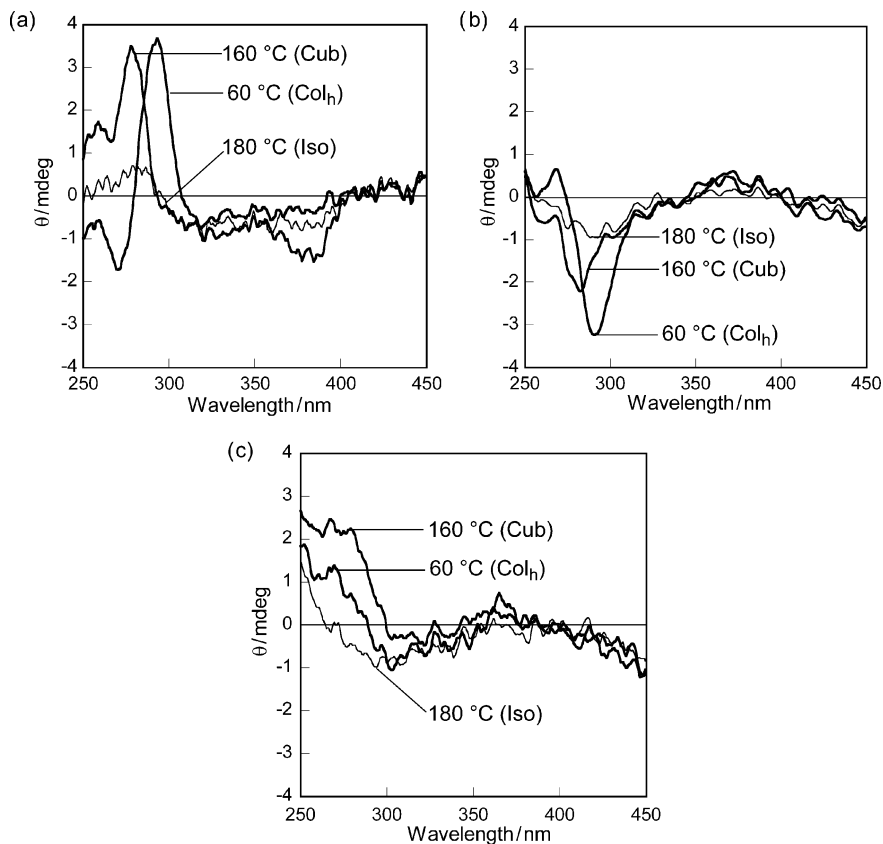 (a)
4
3
2
1
0
-1
-2
-3
-4
θ/mdeg
160 °C (Cub)
60 °C (Colh)
180 °C (Iso)
250 300 350 400 450
Wavelength/nm
(b)
4
3
2
1
0
-1
-2
-3
-4
θ/mdeg
180 °C (Iso)
160 °C (Cub)
60 °C (Colh)
250 300 350 400 450
Wavelength/nm
(c)
4
3
2
1
0
-1
-2
-3
-4
θ/mdeg
160 °C (Cub)
60 °C (Colh)
180 °C (Iso)
250 300 350 400 450
Wavelength/nm